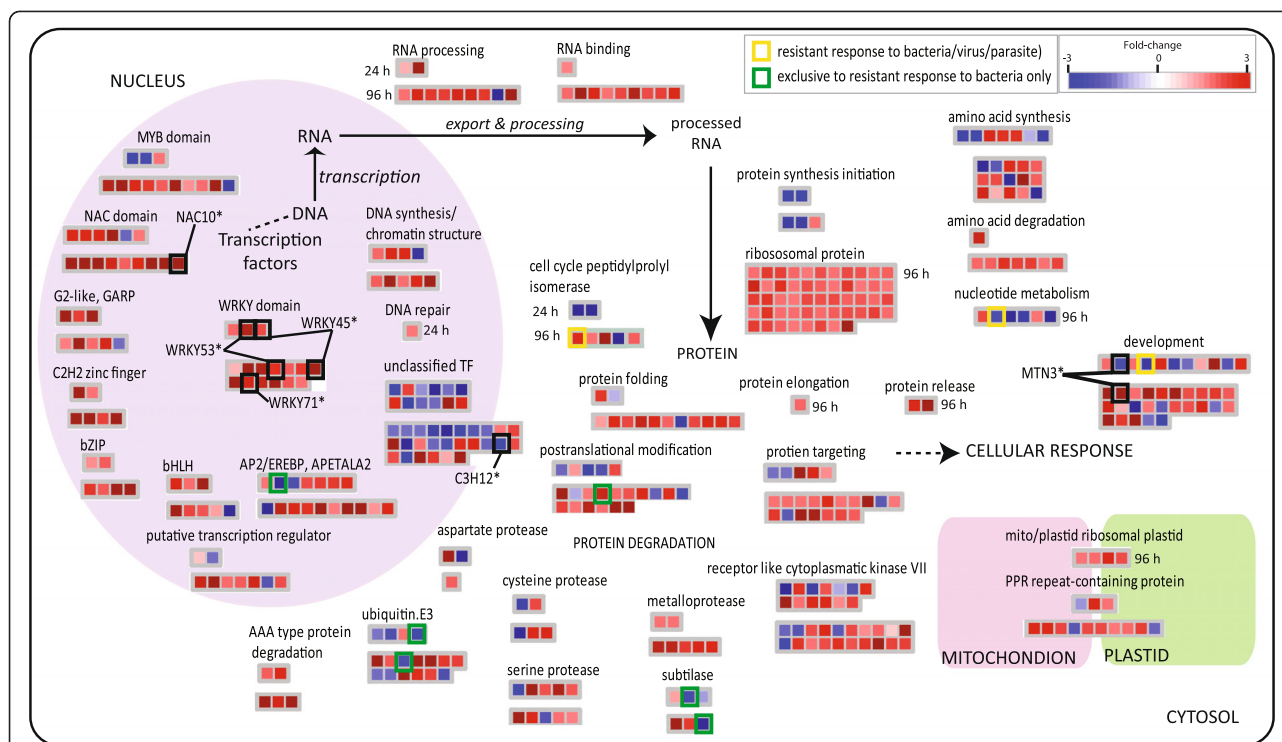 RNA processing
24 h
96 h
RNA binding
resistant response to bacteria/virus/parasite)
exclusive to resistant response to bacteria only
Fold-change
-3
0
3
NUCLEUS
MYB domain
RNA
export & processing
processed
RNA
transcription
DNA
Transcription
factors
NAC domain
NAC10*
DNA synthesis/
chromatin structure
amino acid synthesis
protein synthesis initiation
amino acid degradation
ribososomal protein
96 h
nucleotide metabolism
96 h
cell cycle peptidylprolyl
isomerase
24 h
96 h
G2-like, GARP
WRKY domain
WRKY45*
WRKY53*
WRKY71*
DNA repair
24 h
PROTEIN
development
MTN3*
C2H2 zinc finger
unclassified TF
protein folding
protein elongation
96 h
protein release
96 h
bZIP
bHLH
AP2/EREBP, APETALA2
C3H12*
postranslational modification
protien targeting
CELLULAR RESPONSE
putative transcription regulator
aspartate protease
PROTEIN DEGRADATION
mito/plastid ribosomal plastid
96 h
PPR repeat-containing protein
MITOCHONDION
PLASTID
receptor like cytoplasmatic kinase VII
cysteine protease
metalloprotease
ubiquitin.E3
AAA type protein
degradation
serine protease
subtilase
CYTOSOL